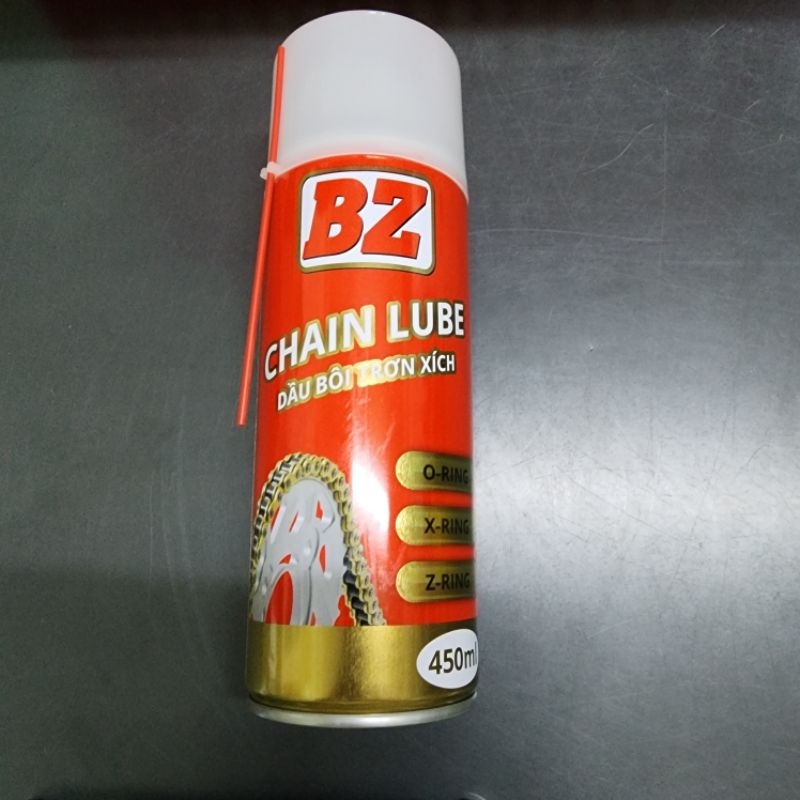 BZ
CHAIN LUBE
DẦU BÔI TRƠN XÍCH
O-RING
X-RING
Z-RING
450ml